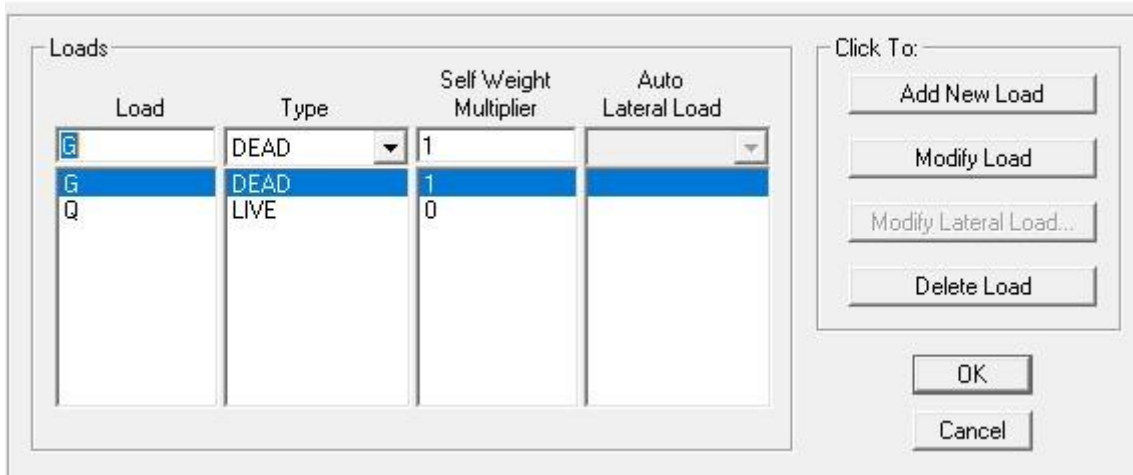 Loads
Load Type Self Weight Multiplier Auto Lateral Load
G DEAD 1
G DEAD 1
Q LIVE 0
Click To:
Add New Load
Modify Load
Modify Lateral Load...
Delete Load
OK
Cancel